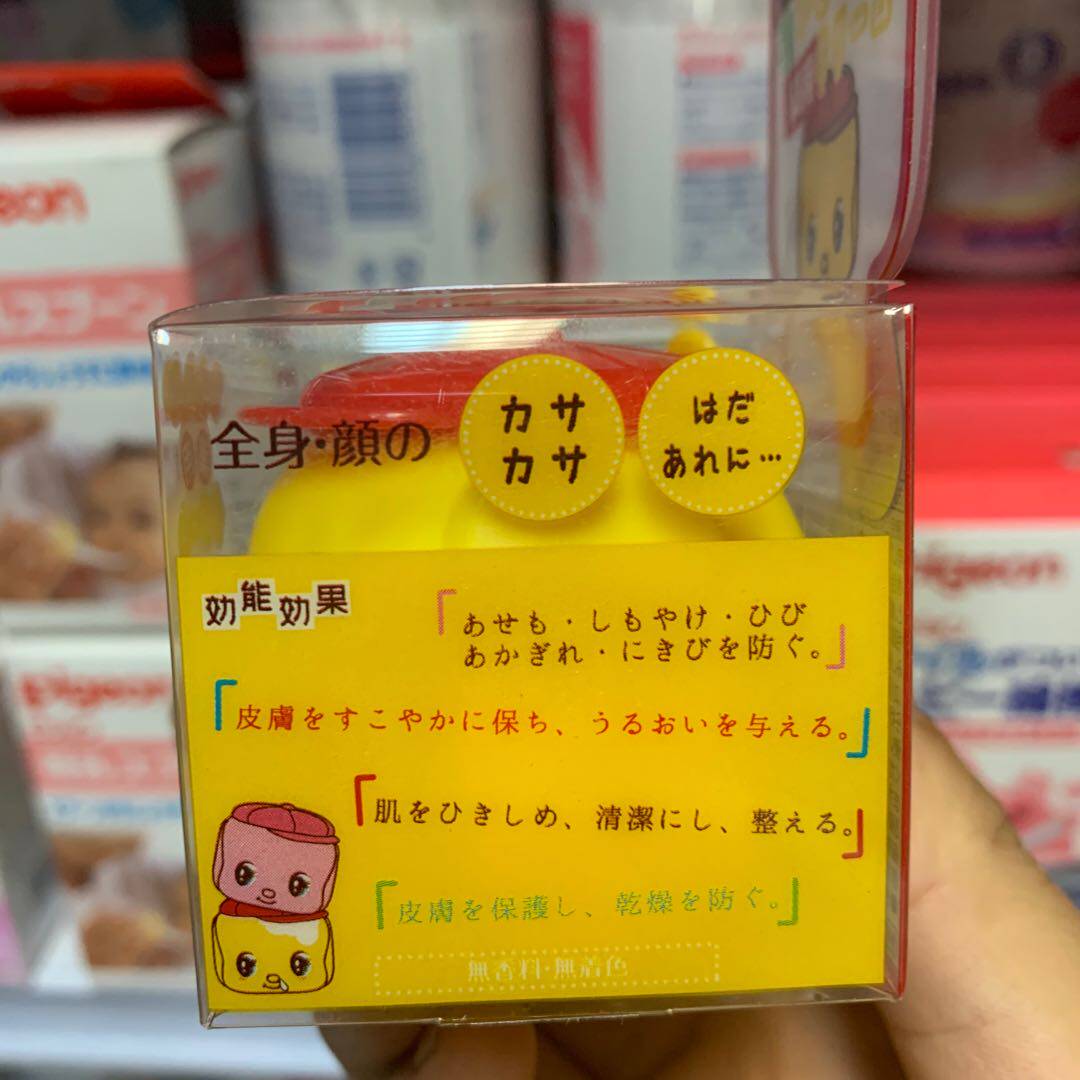 全身・顔の
カサ
カサ
はだ
あれに…
効能効果
「あせも・しもやけ・ひび
あかぎれ・にきびを防ぐ。」
「皮膚をすこやかに保ち、うるおいを与える。」
「肌をひきしめ、清潔にし、整える。」
「皮膚を保護し、乾燥を防ぐ。」
無香料・無着色
eon
Pigeon
igeon